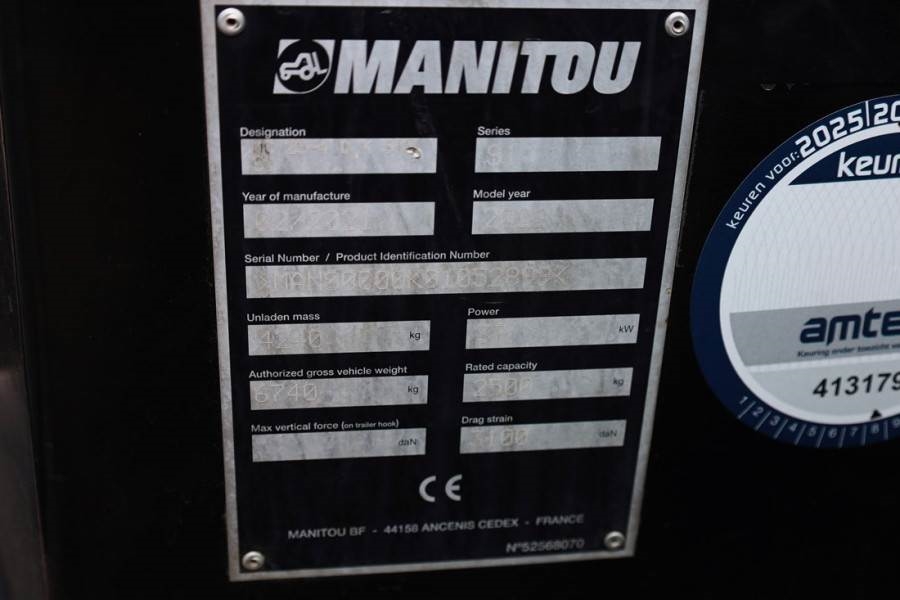 MANITOU
Designation Series
S
Year of manufacture Model year
Serial Number / Product Identification Number
Unladen mass Power
kg kW
Authorized gross vehicle weight Rated capacity
6740 kg 2500 kg
Max vertical force (on trailer hook) Drag strain
daN daN
CE
MANITOU BF - 44158 ANCENIS CEDEX - FRANCE
N°52568070
keuren voor: 2025
amte
Keuring onder toezicht
413179
1 2 3 4 5 6 7 8 9